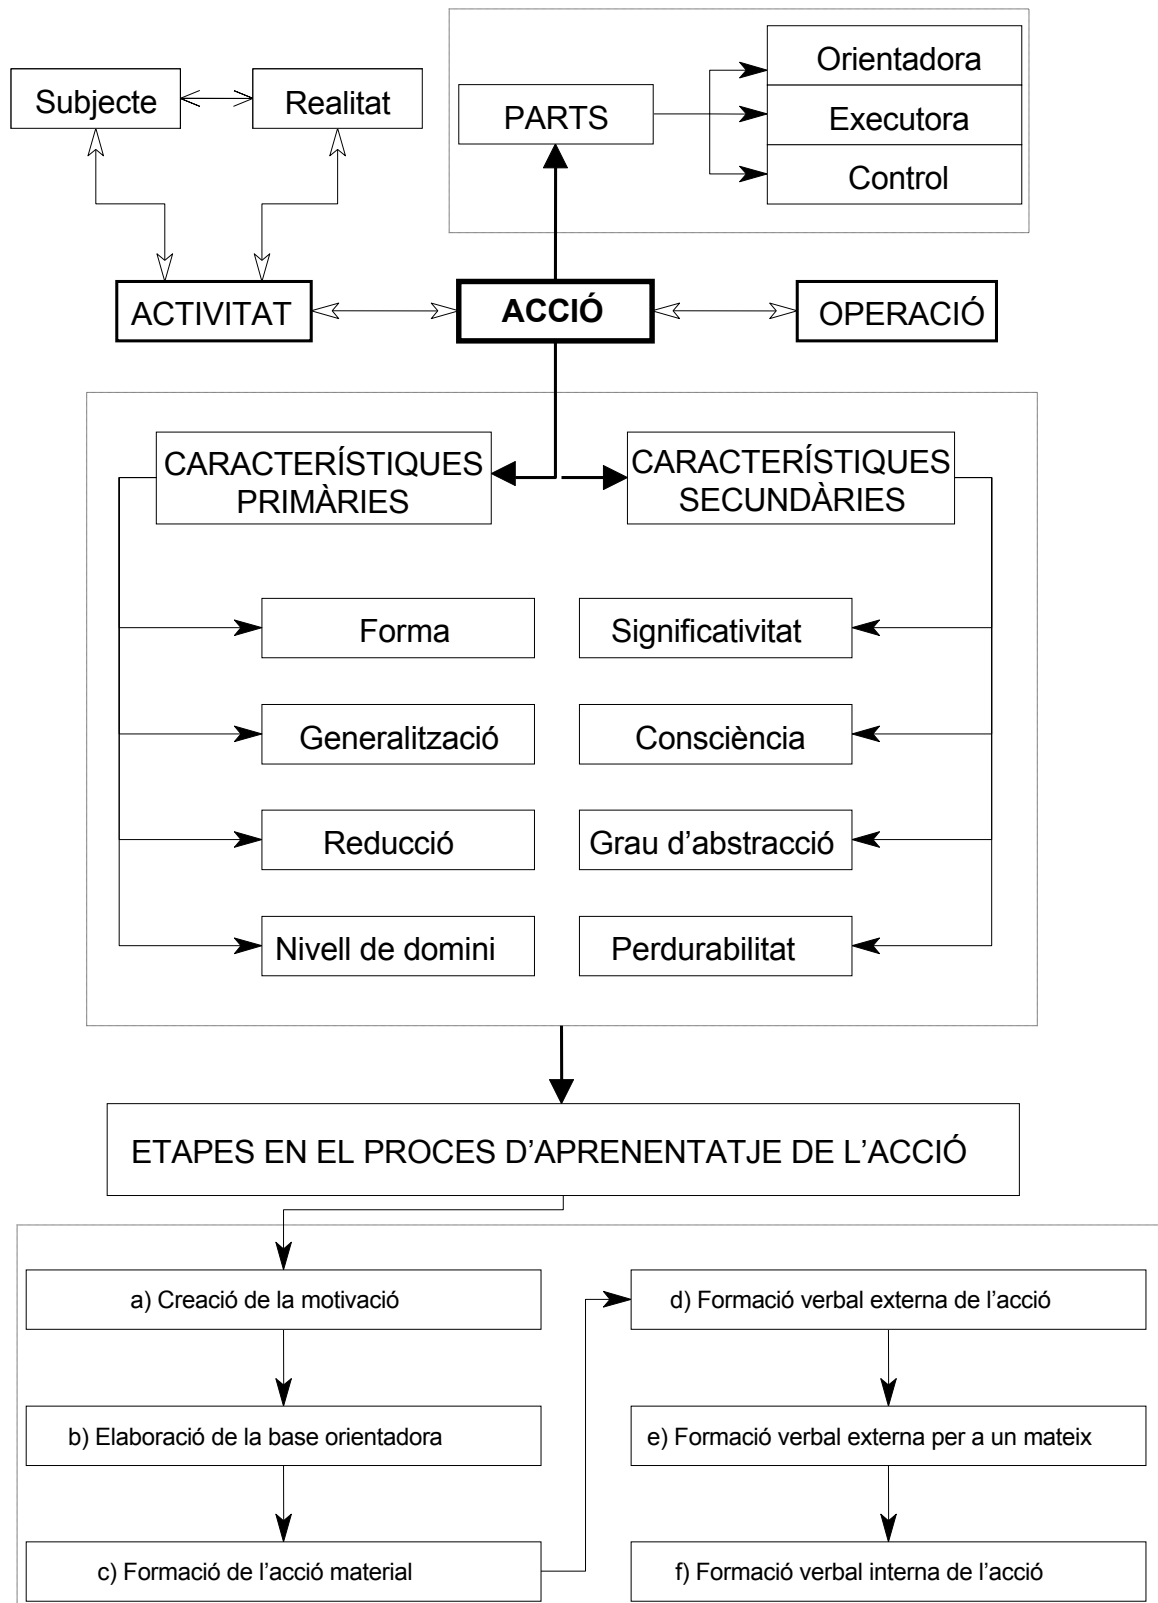 Orientadora
Subjecte
Realitat
PARTS
Executora
Control
ACTIVITAT
ACCIÓ
OPERACIÓ
CARACTERÍSTIQUES
PRIMÀRIES
CARACTERÍSTIQUES
SECUNDÀRIES
Forma
Significativitat
Generalització
Consciència
Reducció
Grau d’abstracció
Nivell de domini
Perdurabilitat
ETAPES EN EL PROCES D’APRENENTATJE DE L’ACCIÓ
a) Creació de la motivació
b) Elaboració de la base orientadora
c) Formació de l’acció material
d) Formació verbal externa de l’acció
e) Formació verbal externa per a un mateix
f) Formació verbal interna de l’acció